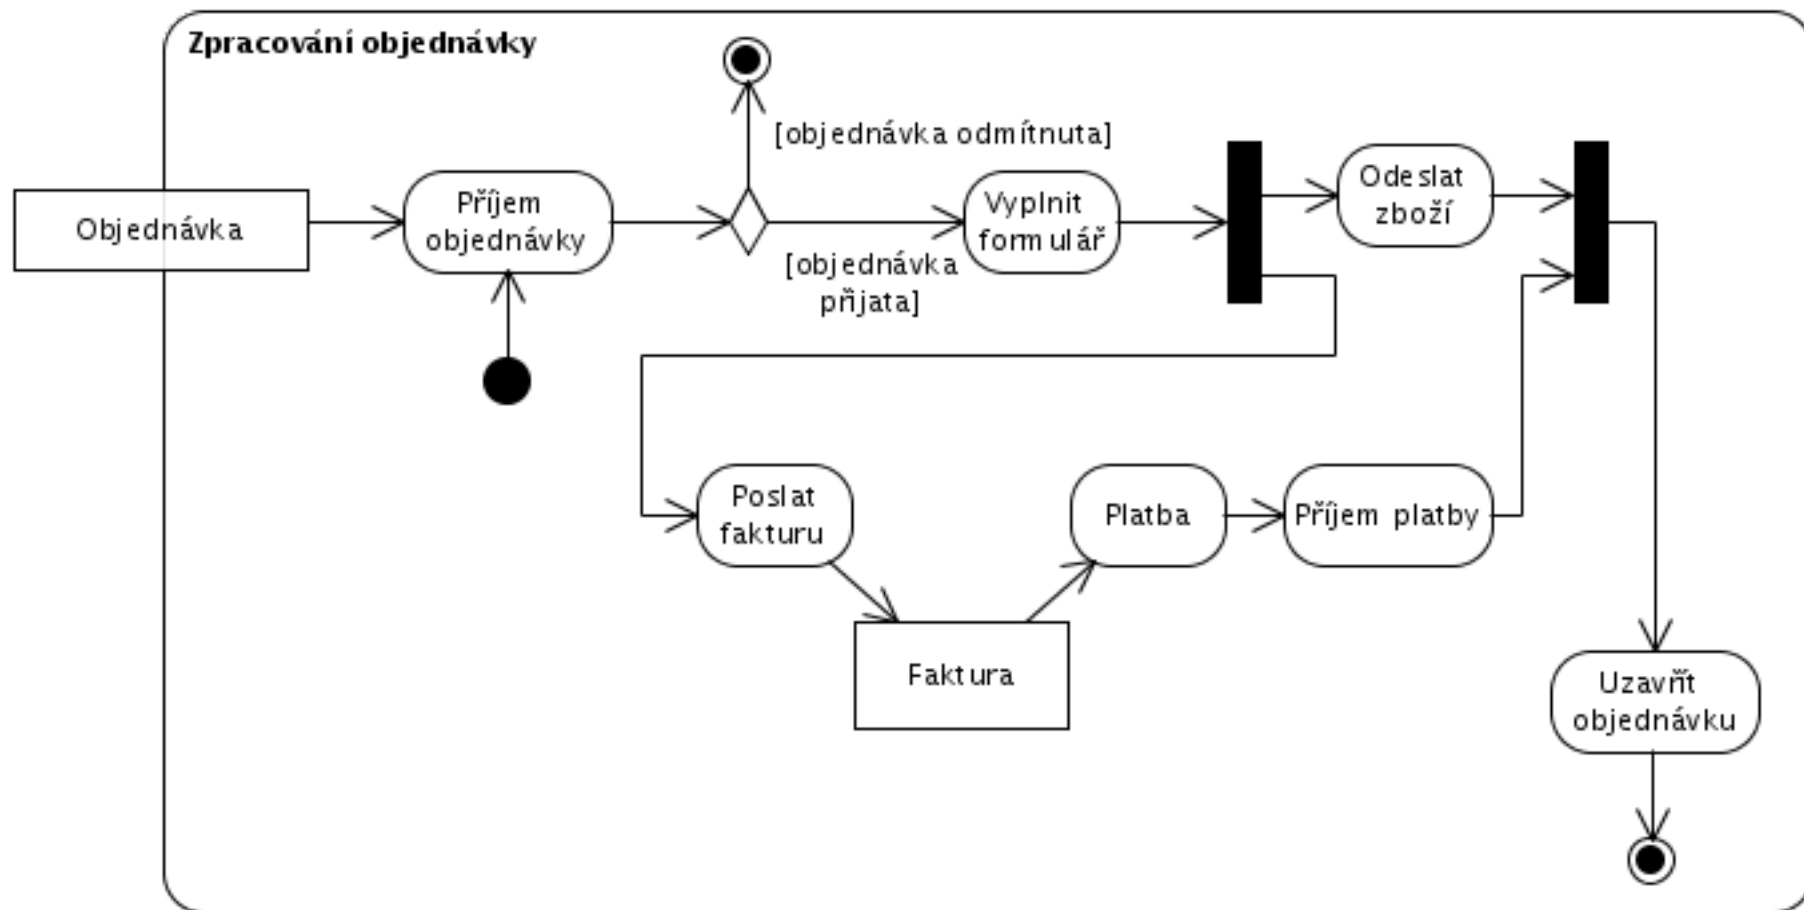 Zpracování objednávky
[objednávka odmítnuta]
Objednávka
Příjem
objednávky
Vyplnit
formulář
Odeslat
zboží
[objednávka
přijata]
Poslat
fakturu
Platba
Příjem platby
Faktura
Uzavřít
objednávku